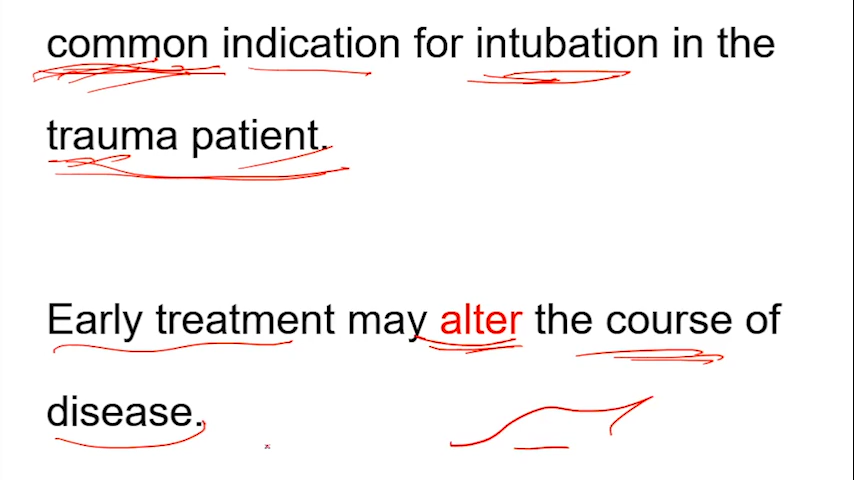 common indication for intubation in the
trauma patient.
Early treatment may alter the course of
disease.